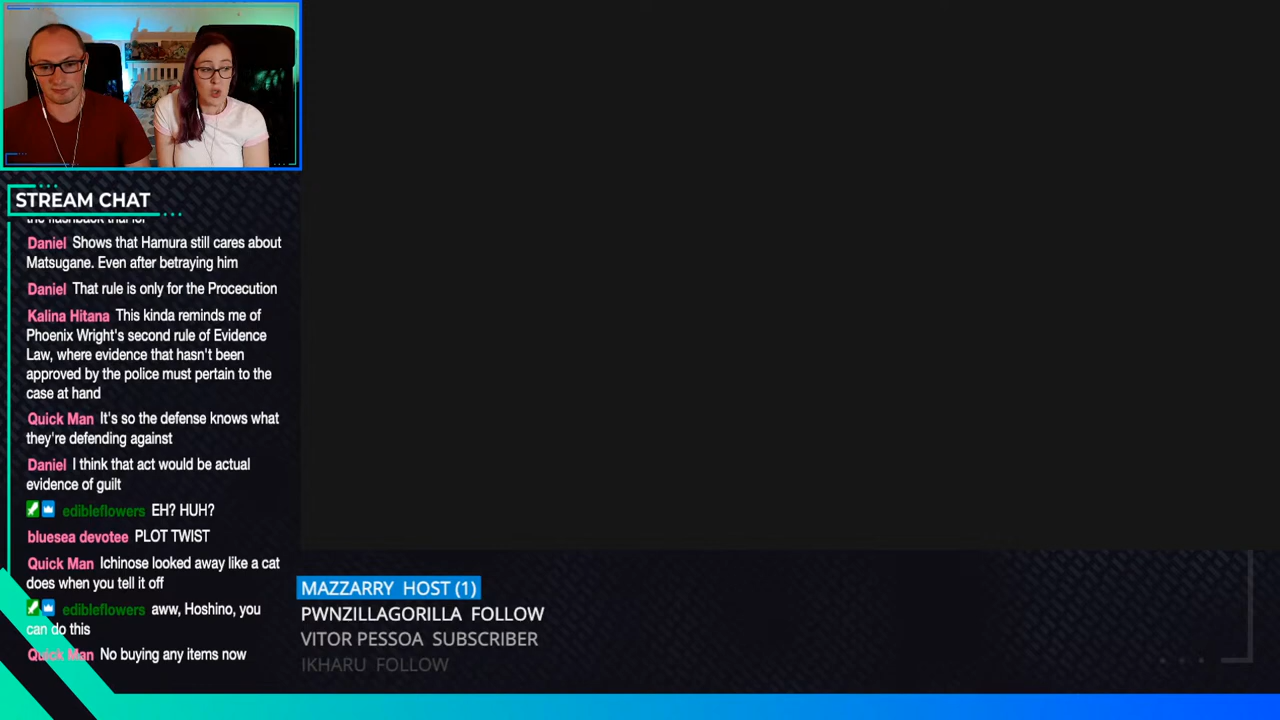 STREAM CHAT
the flashback trial for
Daniel Shows that Hamura still cares about
Matsugane. Even after betraying him
Daniel That rule is only for the Procecution
Kalina Hitana This kinda reminds me of
Phoenix Wright's second rule of Evidence
Law, where evidence that hasn't been
approved by the police must pertain to the
case at hand
Quick Man It's so the defense knows what
they're defending against
Daniel I think that act would be actual
evidence of guilt
edibleflowers EH? HUH?
bluesea devotee PLOT TWIST
Quick Man Ichinose looked away like a cat
does when you tell it off
edibleflowers aww, Hoshino, you
can do this
Quick Man No buying any items now
MAZZARRY HOST (1)
PWNZILLAGORILLA FOLLOW
VITOR PESSOA SUBSCRIBER
IKHARU FOLLOW